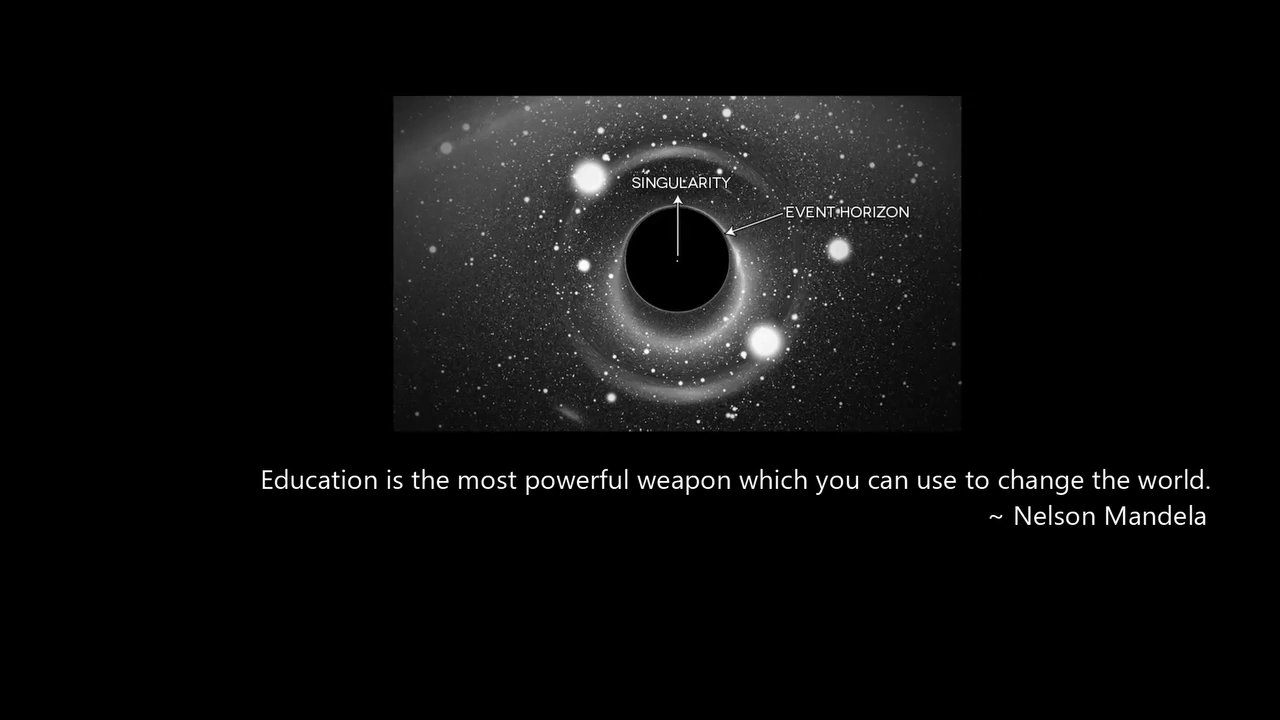 SINGULARITY
EVENT HORIZON
Education is the most powerful weapon which you can use to change the world.
~ Nelson Mandela